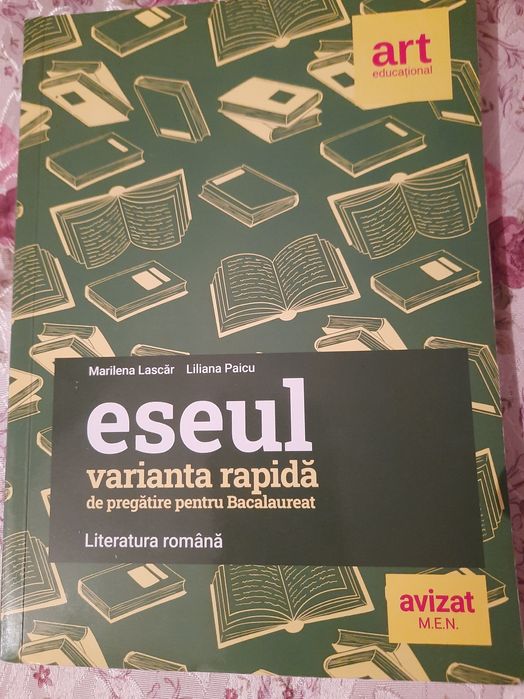 art
educațional
Marilena Lascăr Liliana Paicu
eseul
varianta rapidă
de pregătire pentru Bacalaureat
Literatura română
avizat
M.E.N.